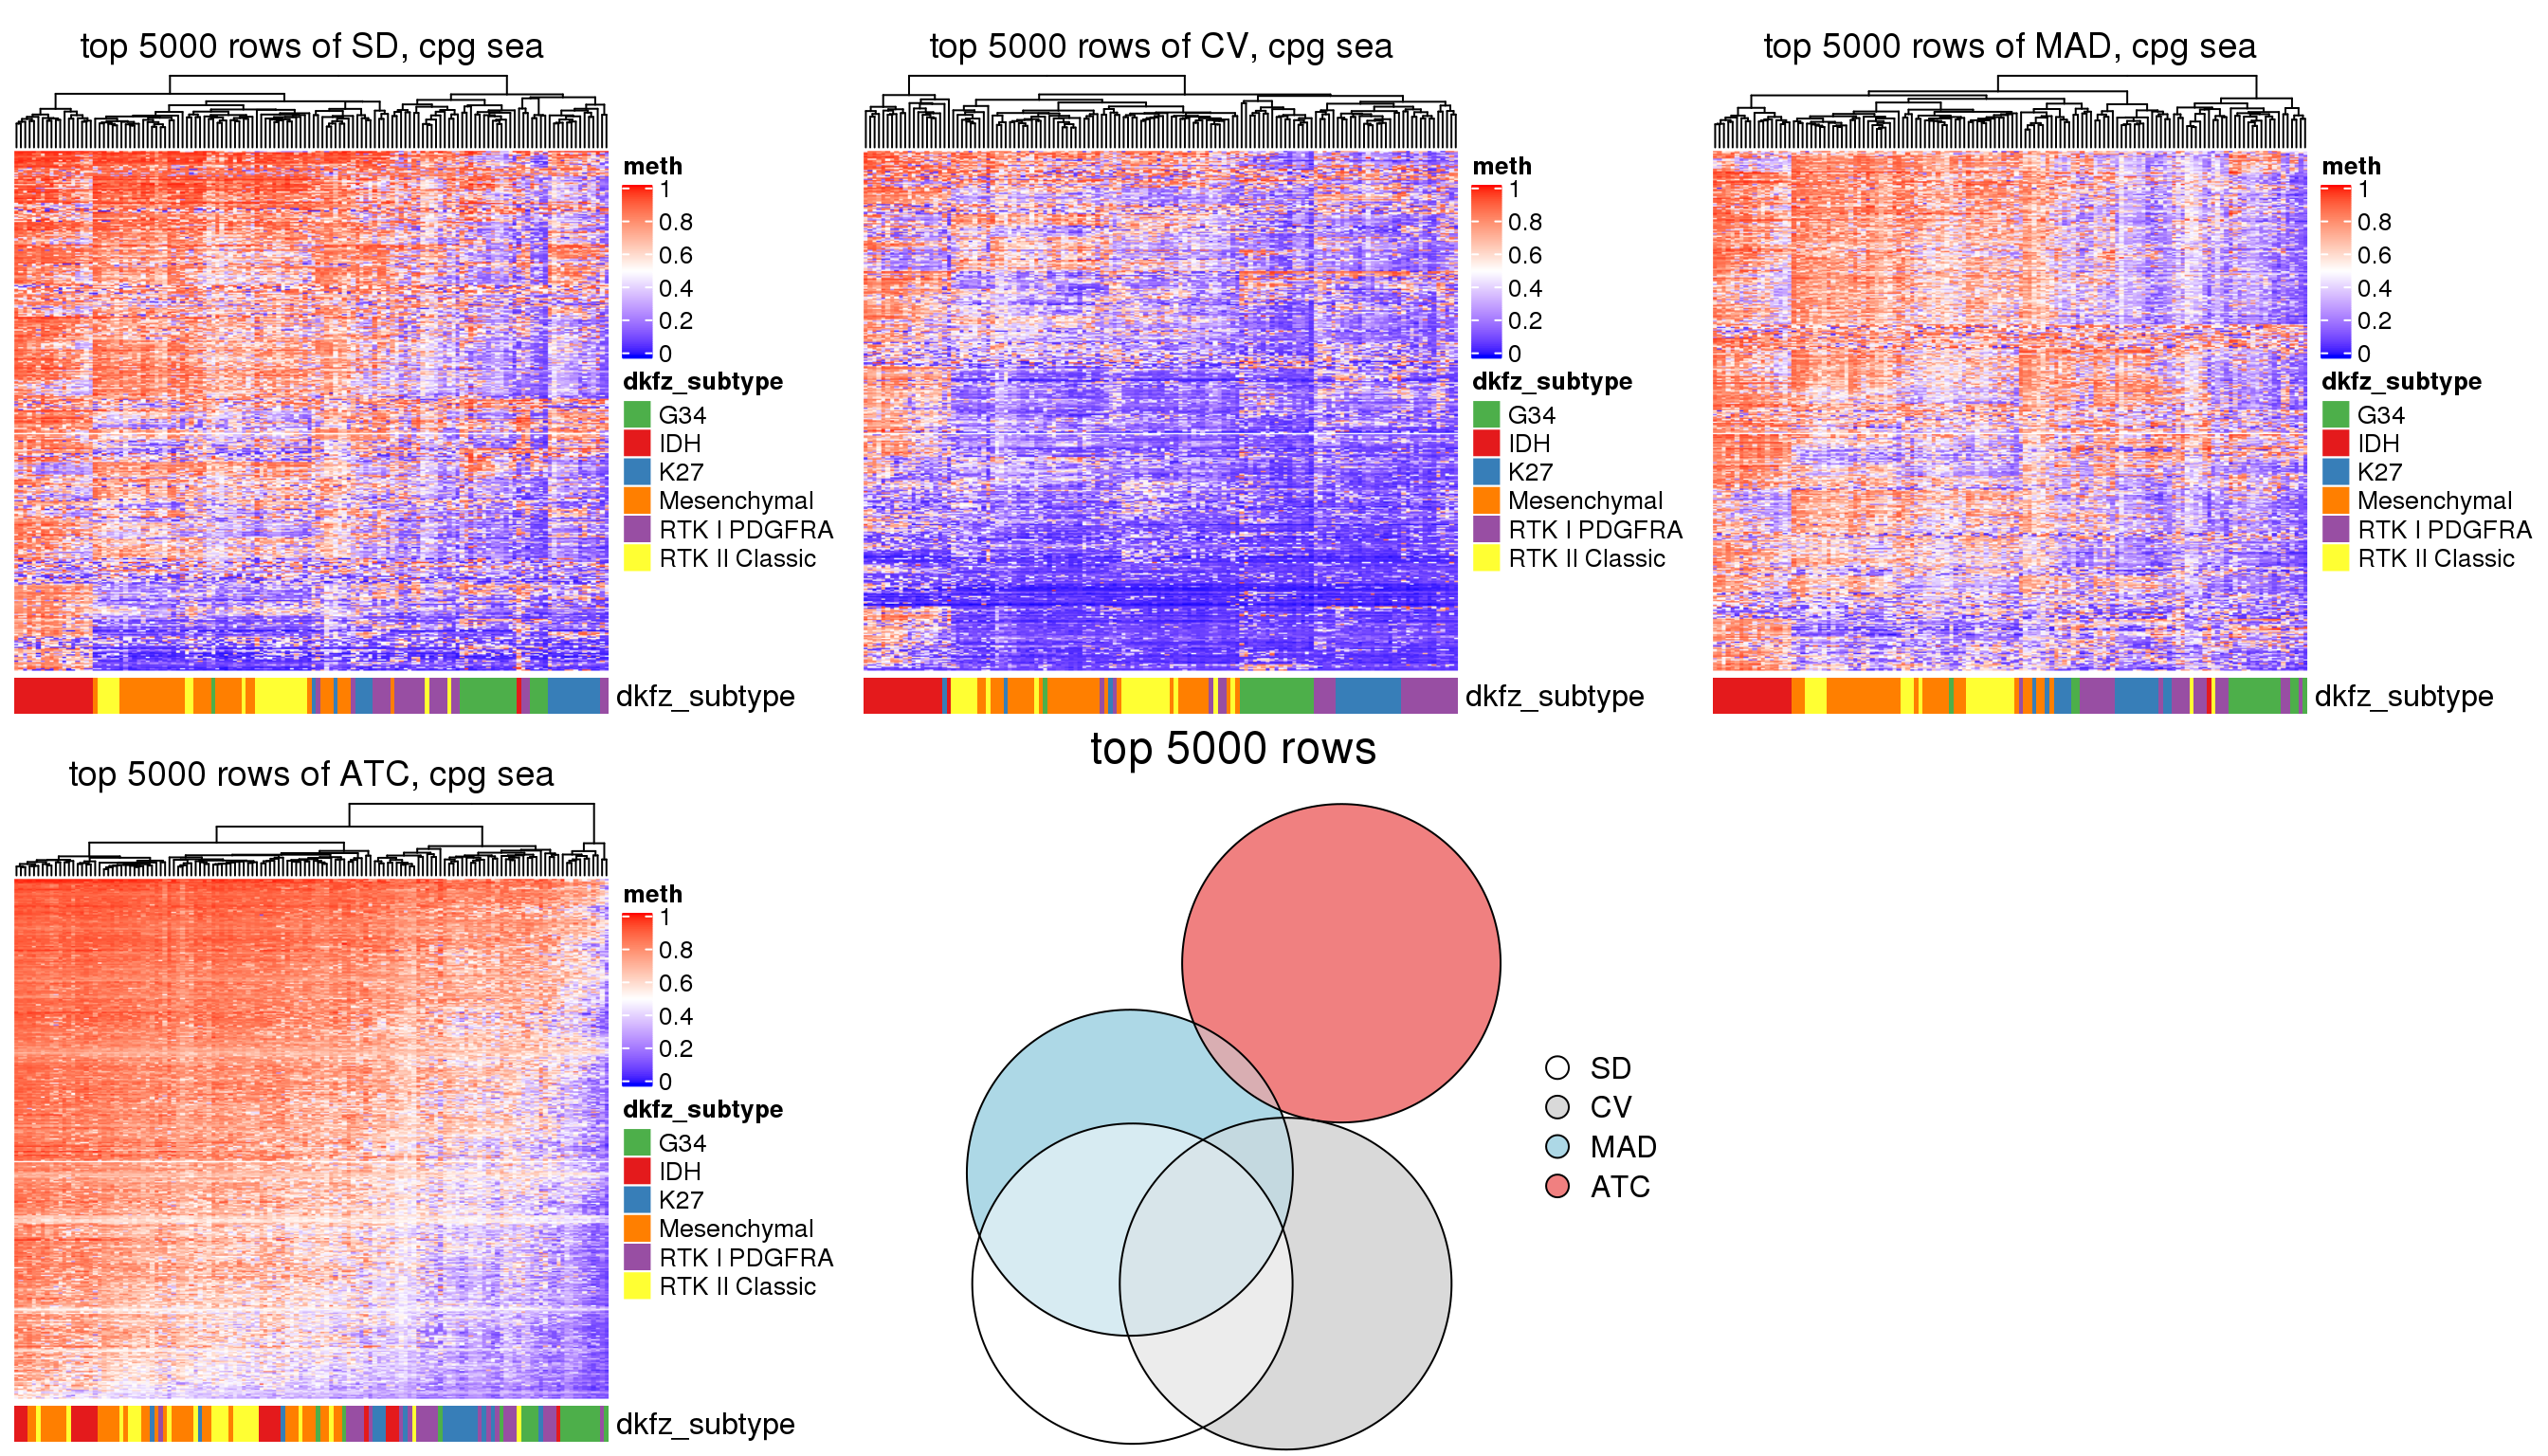 top 5000 rows of SD, cpg sea
meth
1
0.8
0.6
0.4
0.2
0
dkfz_subtype
G34
IDH
K27
Mesenchymal
RTK I PDGFRA
RTK II Classic
dkfz_subtype
top 5000 rows of CV, cpg sea
meth
1
0.8
0.6
0.4
0.2
0
dkfz_subtype
G34
IDH
K27
Mesenchymal
RTK I PDGFRA
RTK II Classic
dkfz_subtype
top 5000 rows of MAD, cpg sea
meth
1
0.8
0.6
0.4
0.2
0
dkfz_subtype
G34
IDH
K27
Mesenchymal
RTK I PDGFRA
RTK II Classic
dkfz_subtype
top 5000 rows of ATC, cpg sea
meth
1
0.8
0.6
0.4
0.2
0
dkfz_subtype
G34
IDH
K27
Mesenchymal
RTK I PDGFRA
RTK II Classic
dkfz_subtype
top 5000 rows
SD
CV
MAD
ATC